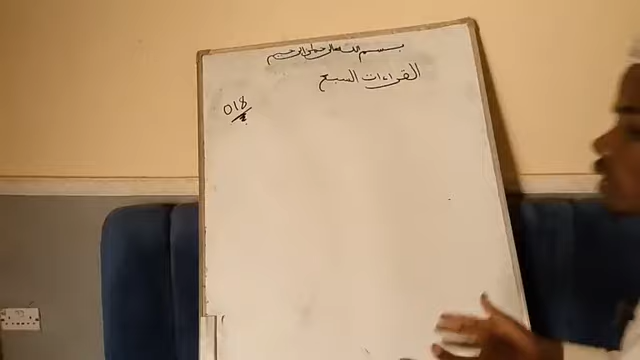 بسم الله الرحمن الرحيم
القراءات السبع
018